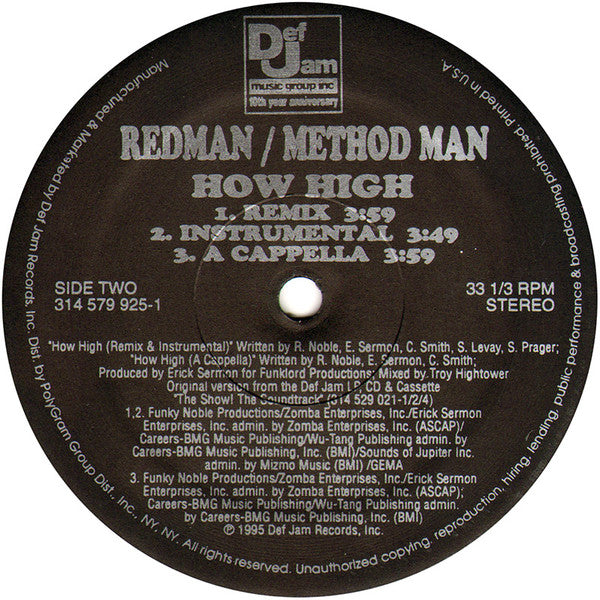 Def
Jam
music group inc
10th year anniversary
REDMAN / METHOD MAN
HOW HIGH
1. REMIX 3:59
2. INSTRUMENTAL 3:49
3. A CAPPELLA 3:59
SIDE TWO
314 579 925-1
33 1/3 RPM
STEREO
"How High (Remix & Instrumental)" Written by R. Noble, E. Sermon, C. Smith, S. Levay, S. Prager;
"How High (A Cappella)" Written by R. Noble, E. Sermon, C. Smith;
Produced by Erick Sermon for Funklord Productions; Mixed by Troy Hightower
Original version from the Def Jam LP, CD & Cassette
"The Show! The Soundtrack" (314 529 021-1/2/4)
1,2. Funky Noble Productions/Zomba Enterprises, Inc./Erick Sermon
Enterprises, Inc. admin. by Zomba Enterprises, Inc. (ASCAP)/
Careers-BMG Music Publishing/Wu-Tang Publishing admin. by
Careers-BMG Music Publishing, Inc. (BMI)/Sounds of Jupiter Inc.
admin. by Mizmo Music (BMI) /GEMA
3. Funky Noble Productions/Zomba Enterprises, Inc./Erick Sermon
Enterprises, Inc. admin. by Zomba Enterprises, Inc. (ASCAP);
Careers-BMG Music Publishing/Wu-Tang Publishing admin.
by Careers-BMG Music Publishing, Inc. (BMI)
℗ 1995 Def Jam Records, Inc.
Manufactured & Marketed by Def Jam Records, Inc. Dist. by PolyGram Group Dist., Inc., NY, NY. All rights reserved. Unauthorized copying, reproduction, hiring, lending, public performance & broadcasting prohibited Printed in U.S.A.